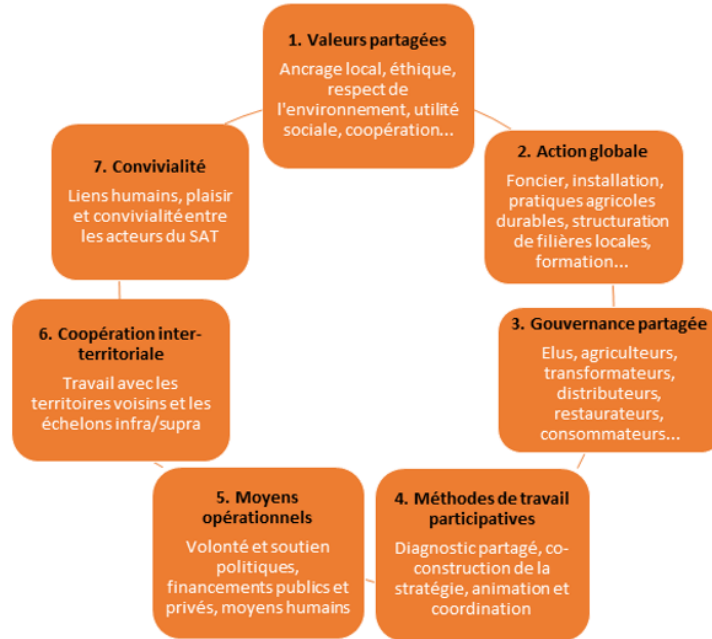 1. Valeurs partagées
Ancrage local, éthique,
respect de
l'environnement, utilité
sociale, coopération...
2. Action globale
Foncier, installation,
pratiques agricoles
durables, structuration
de filières locales,
formation...
3. Gouvernance partagée
Elus, agriculteurs,
transformateurs,
distributeurs,
restaurateurs,
consommateurs...
4. Méthodes de travail
participatives
Diagnostic partagé, co-
construction de la
stratégie, animation et
coordination
5. Moyens
opérationnels
Volonté et soutien
politiques,
financements publics et
privés, moyens humains
6. Coopération inter-
territoriale
Travail avec les
territoires voisins et les
échelons infra/supra
7. Convivialité
Liens humains, plaisir
et convivialité entre
les acteurs du SAT